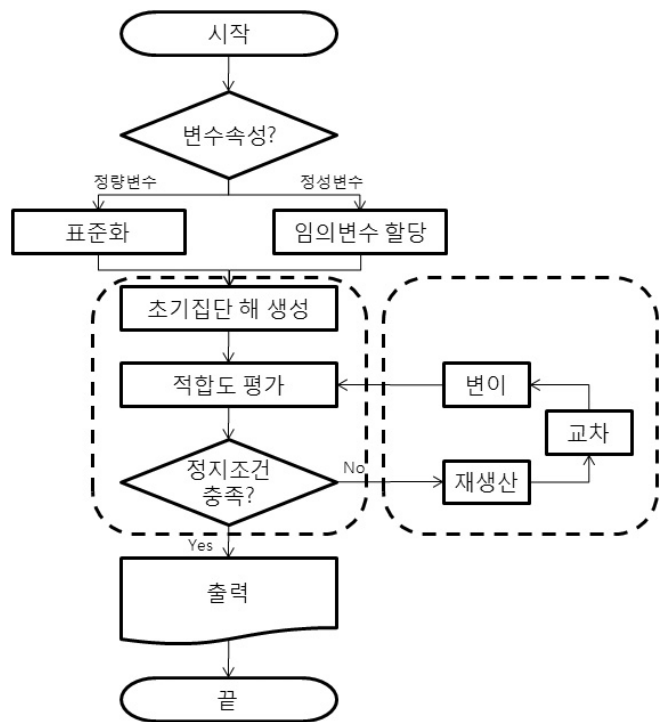 시작
변수속성?
정량변수
정성변수
표준화
임의변수 할당
초기집단 해 생성
적합도 평가
변이
교차
정지조건
충족?
No
재생산
Yes
출력
끝